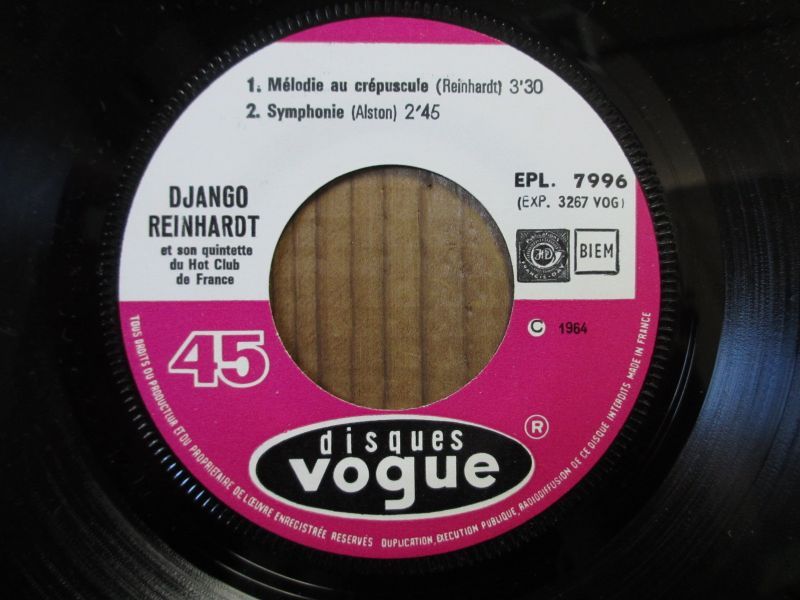 1. Mélodie au crépuscule (Reinhardt) 3'30
2. Symphonie (Alston) 2'45
DJANGO
REINHARDT
et son quintette
du Hot Club
de France
EPL. 7996
(EXP. 3267 VOG)
BIEM
45
© 1964
disques
vogue
®
TOUS DROITS DU PRODUCTEUR ET DU PROPRIÉTAIRE DE L'ŒUVRE ENREGISTRÉE RÉSERVÉS DUPLICATION, EXÉCUTION PUBLIQUE, RADIODIFFUSION DE CE DISQUE INTERDITS MADE IN FRANCE